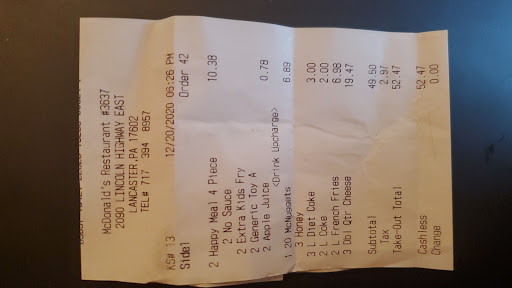 McDonald's Restaurant #3637
2090 LINCOLN HIGHWAY EAST
LANCASTER,PA 17602
TEL# 717 394 8957
KS# 13 12/20/2020 06:26 PM
Side1 Order 42
2 Happy Meal 4 Piece 10.38
2 No Sauce
2 Extra Kids Fry
2 Generic Toy A
2 Apple Juice 0.78
<Drink Upcharge>
1 20 McNuggets 6.89
3 Honey
3 L Diet Coke 3.00
2 L Coke 2.00
2 L French Fries 6.98
3 Dbl Qtr Cheese 19.47
Subtotal 49.50
Tax 2.97
Take-Out Total 52.47
Cashless 52.47
Change 0.00